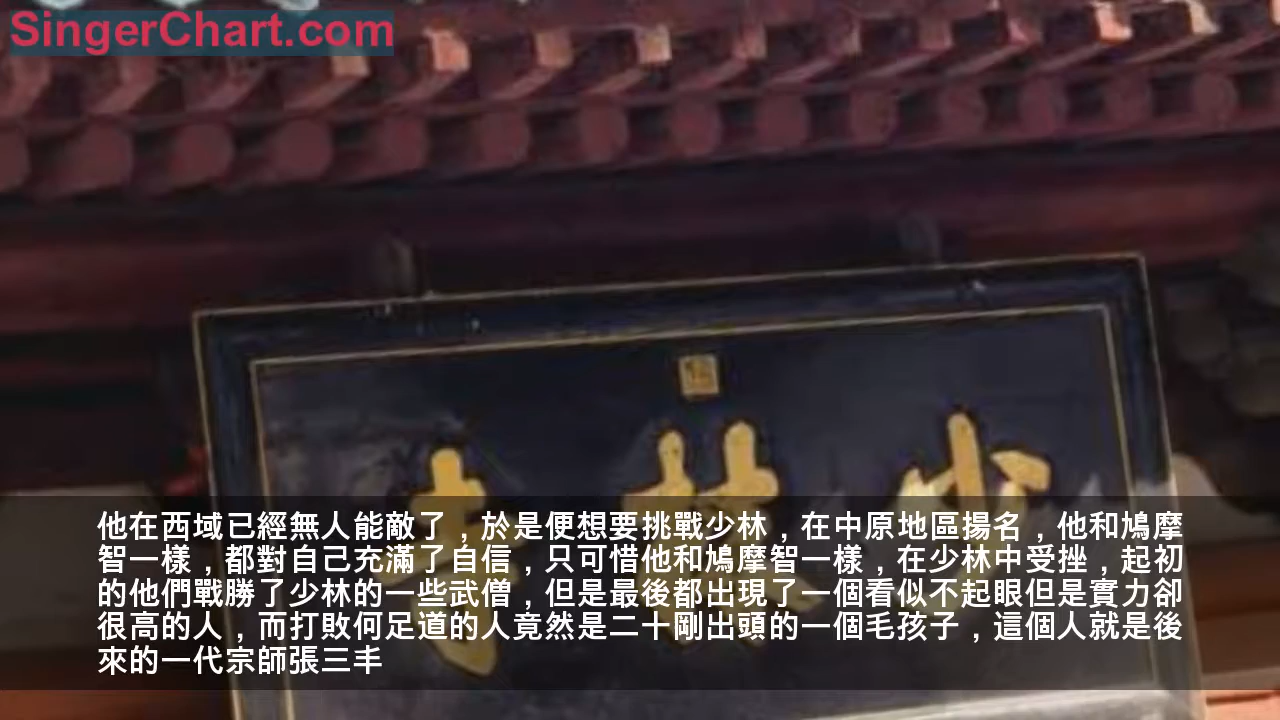 SingerChart.com
少林寺
他在西域已經無人能敵了，於是便想要挑戰少林，在中原地區揚名，他和鳩摩
智一樣，都對自己充滿了自信，只可惜他和鳩摩智一樣，在少林中受挫，起初
的他們戰勝了少林的一些武僧，但是最後都出現了一個看似不起眼但是實力卻
很高的人，而打敗何足道的人竟然是二十剛出頭的一個毛孩子，這個人就是後
來的一代宗師張三丰